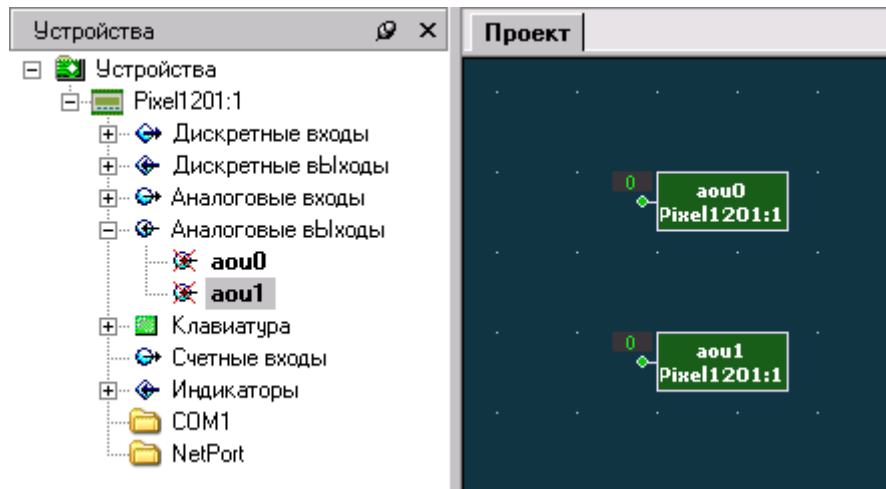 Устройства
Устройства
Pixel1201:1
Дискретные входы
Дискретные вЫходы
Аналоговые входы
Аналоговые вЫходы
aou0
aou1
Клавиатура
Счетные входы
Индикаторы
COM1
NetPort
Проект
0
aou0
Pixel1201:1
0
aou1
Pixel1201:1